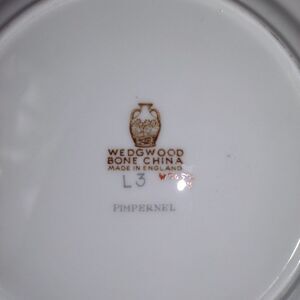 WEDGWOOD
BONE CHINA
MADE IN ENGLAND
L3
PIMPERNEL